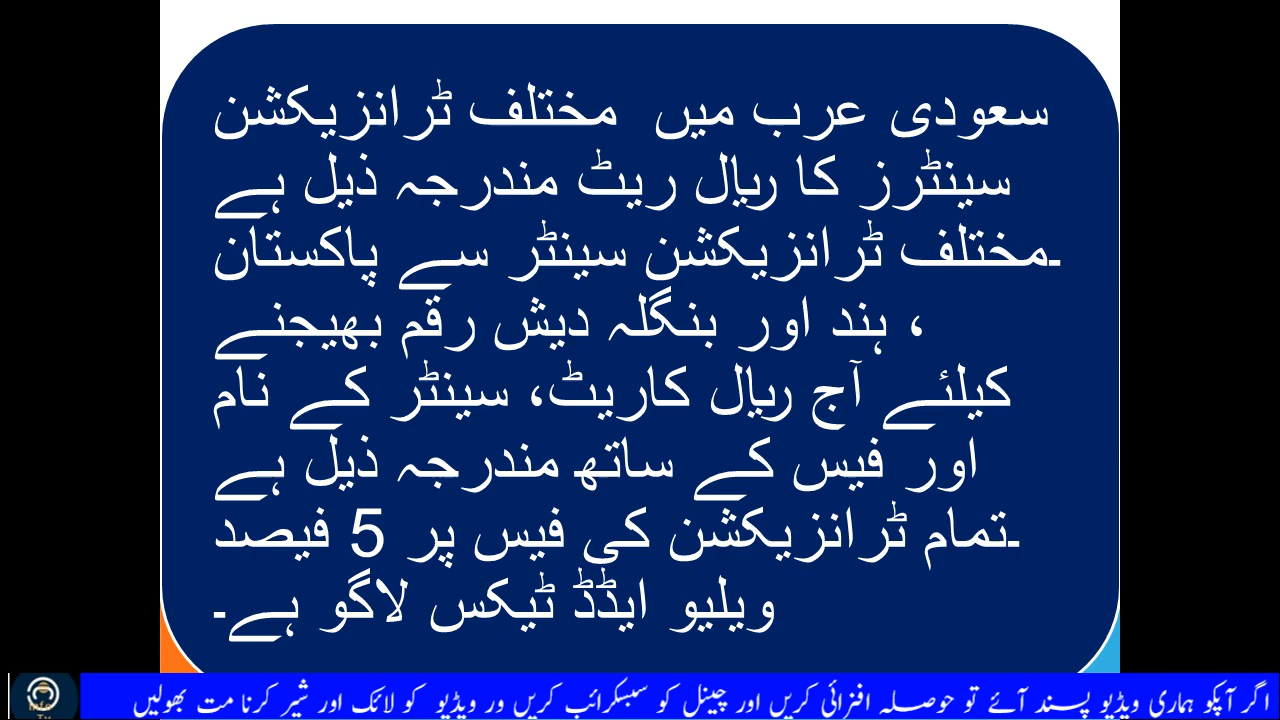 سعودی عرب میں مختلف ٹرانزیکشن
سینٹرز کا ریال ریٹ مندرجہ ذیل ہے
۔مختلف ٹرانزیکشن سینٹر سے پاکستان
، ہند اور بنگلہ دیش رقم بھیجنے
کیلئے آج ریال کاریٹ، سینٹر کے نام
اور فیس کے ساتھ مندرجہ ذیل ہے
۔تمام ٹرانزیکشن کی فیس پر 5 فیصد
ویلیو ایڈڈ ٹیکس لاگو ہے۔
اگر آپکو ہماری ویڈیو پسند آئے تو حوصلہ افزائی کریں اور چینل کو سبسکرائب کریں ور ویڈیو کو لائک اور شیر کرنا مت بھولیں